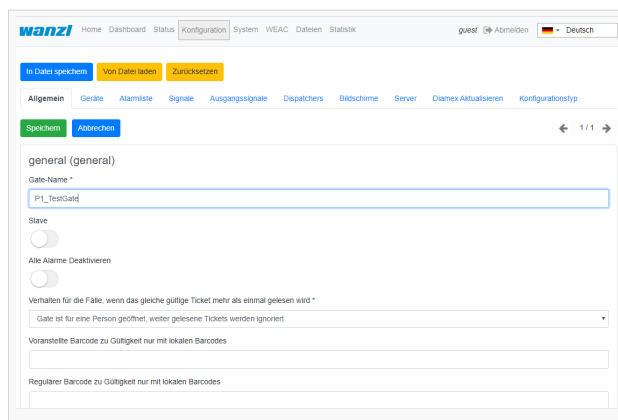 wanzl Home Dashboard Status Konfiguration System WEAC Dateien Statistik guest Abmelden Deutsch
In Datei speichern Von Datei laden Zurücksetzen
Allgemein Geräte Alarmliste Signale Ausgangssignale Dispatchers Bildschirme Server Diamex Aktualisieren Konfigurationstyp
Speichern Abbrechen 1 / 1
general (general)
Gate-Name *
P1_TestGate
Slave
Alle Alarme Deaktivieren
Verhalten für die Fälle, wenn das gleiche gültige Ticket mehr als einmal gelesen wird *
Gate ist für eine Person geöffnet, weiter gelesene Tickets werden ignoriert
Voranstellte Barcode zu Gültigkeit nur mit lokalen Barcodes
Regulärer Barcode zu Gültigkeit nur mit lokalen Barcodes